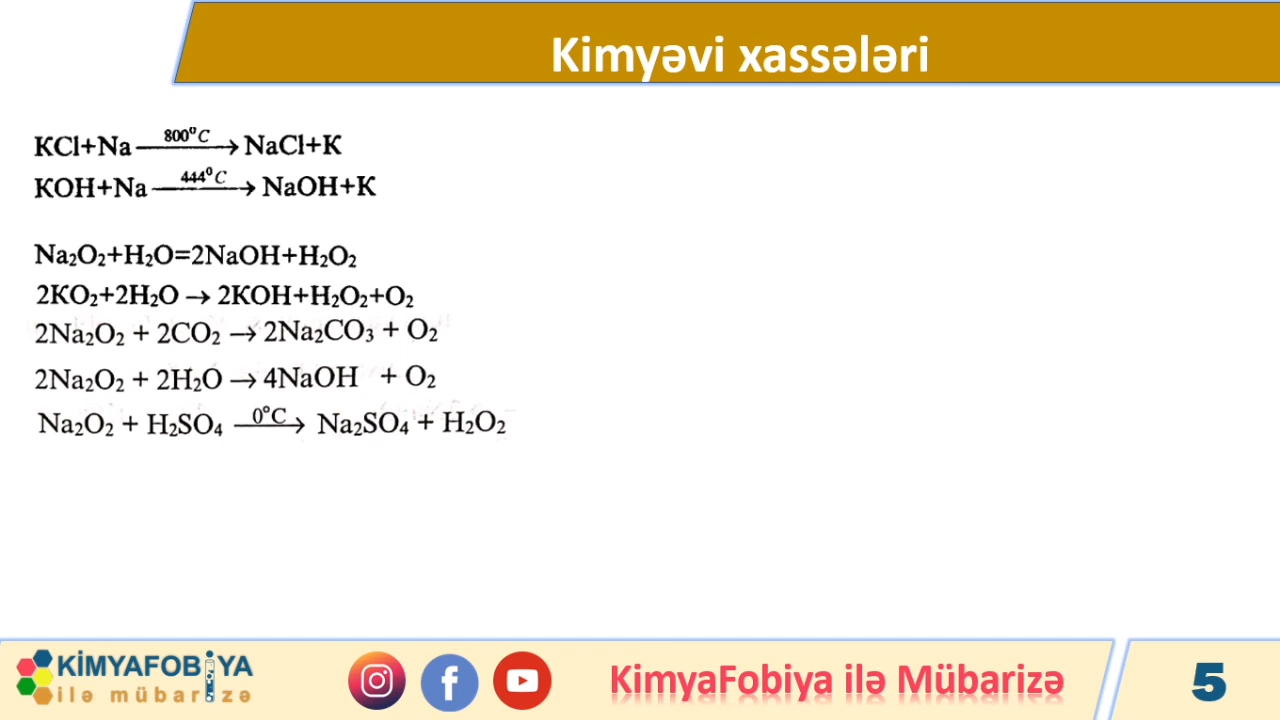 Kimyəvi xassələri
KCl+Na 800⁰C → NaCl+K
KOH+Na 444⁰C → NaOH+K
Na₂O₂+H₂O=2NaOH+H₂O₂
2KO₂+2H₂O → 2KOH+H₂O₂+O₂
2Na₂O₂ + 2CO₂ → 2Na₂CO₃ + O₂
2Na₂O₂ + 2H₂O → 4NaOH + O₂
Na₂O₂ + H₂SO₄ 0°C → Na₂SO₄ + H₂O₂
KİMYAFOBİYA
ilə mübarizə
KimyaFobiya ilə Mübarizə
5